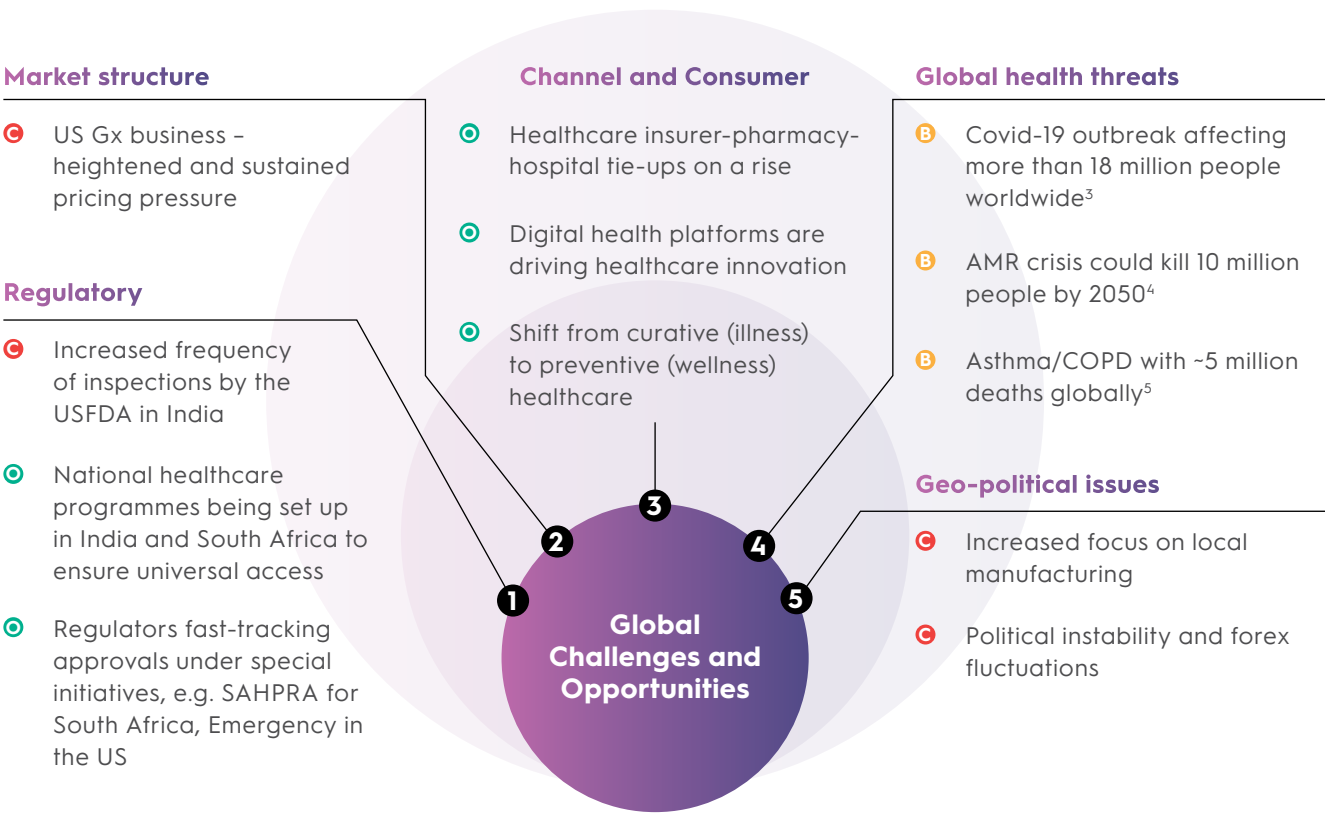 Market structure
C US Gx business –
heightened and sustained
pricing pressure
Regulatory
C Increased frequency
of inspections by the
USFDA in India
O National healthcare
programmes being set up
in India and South Africa to
ensure universal access
O Regulators fast-tracking
approvals under special
initiatives, e.g. SAHPRA for
South Africa, Emergency in
the US
Channel and Consumer
O Healthcare insurer-pharmacy-
hospital tie-ups on a rise
O Digital health platforms are
driving healthcare innovation
O Shift from curative (illness)
to preventive (wellness)
healthcare
Global health threats
B Covid-19 outbreak affecting
more than 18 million people
worldwide³
B AMR crisis could kill 10 million
people by 2050⁴
B Asthma/COPD with ~5 million
deaths globally⁵
Geo-political issues
C Increased focus on local
manufacturing
C Political instability and forex
fluctuations
1
2
3
4
5
Global
Challenges and
Opportunities